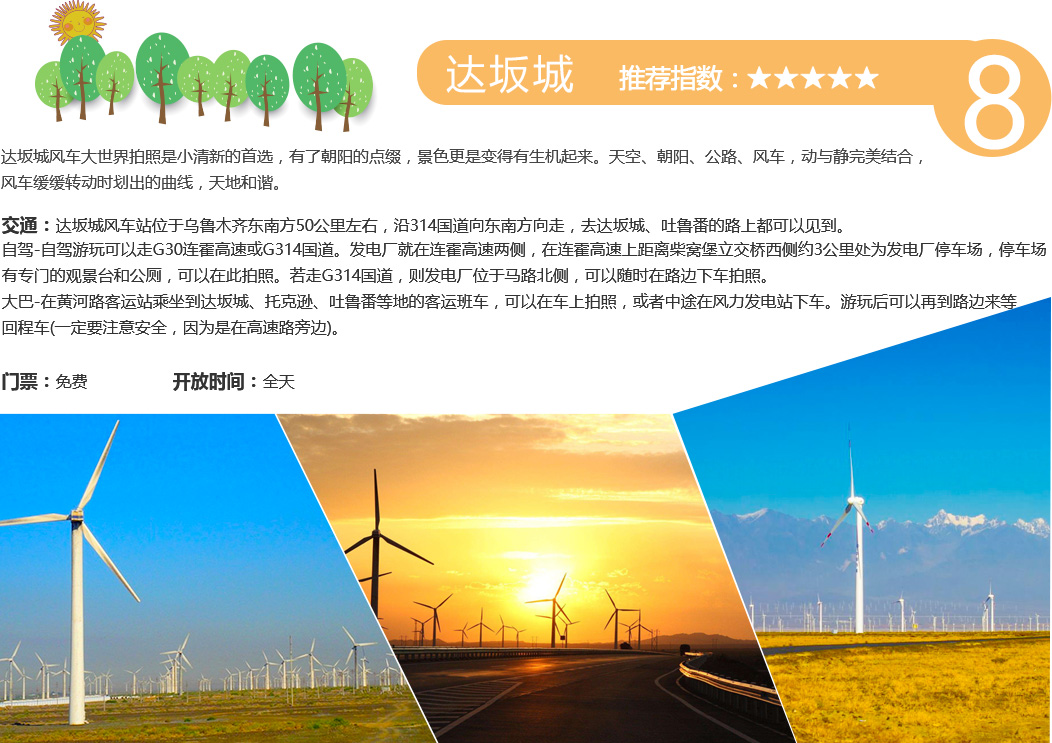 达坂城 推荐指数：★★★★★ 8
达坂城风车大世界拍照是小清新的首选，有了朝阳的点缀，景色更是变得有生机起来。天空、朝阳、公路、风车，动与静完美结合，
风车缓缓转动时划出的曲线，天地和谐。
交通：达坂城风车站位于乌鲁木齐东南方50公里左右，沿314国道向东南方向走，去达坂城、吐鲁番的路上都可以见到。
自驾-自驾游玩可以走G30连霍高速或G314国道。发电厂就在连霍高速两侧，在连霍高速上距离柴窝堡立交桥西侧约3公里处为发电厂停车场，停车场
有专门的观景台和公厕，可以在此拍照。若走G314国道，则发电厂位于马路北侧，可以随时在路边下车拍照。
大巴-在黄河路客运站乘坐到达坂城、托克逊、吐鲁番等地的客运班车，可以在车上拍照，或者中途在风力发电站下车。游玩后可以再到路边来等
回程车(一定要注意安全，因为是在高速路旁边)。
门票：免费 开放时间：全天